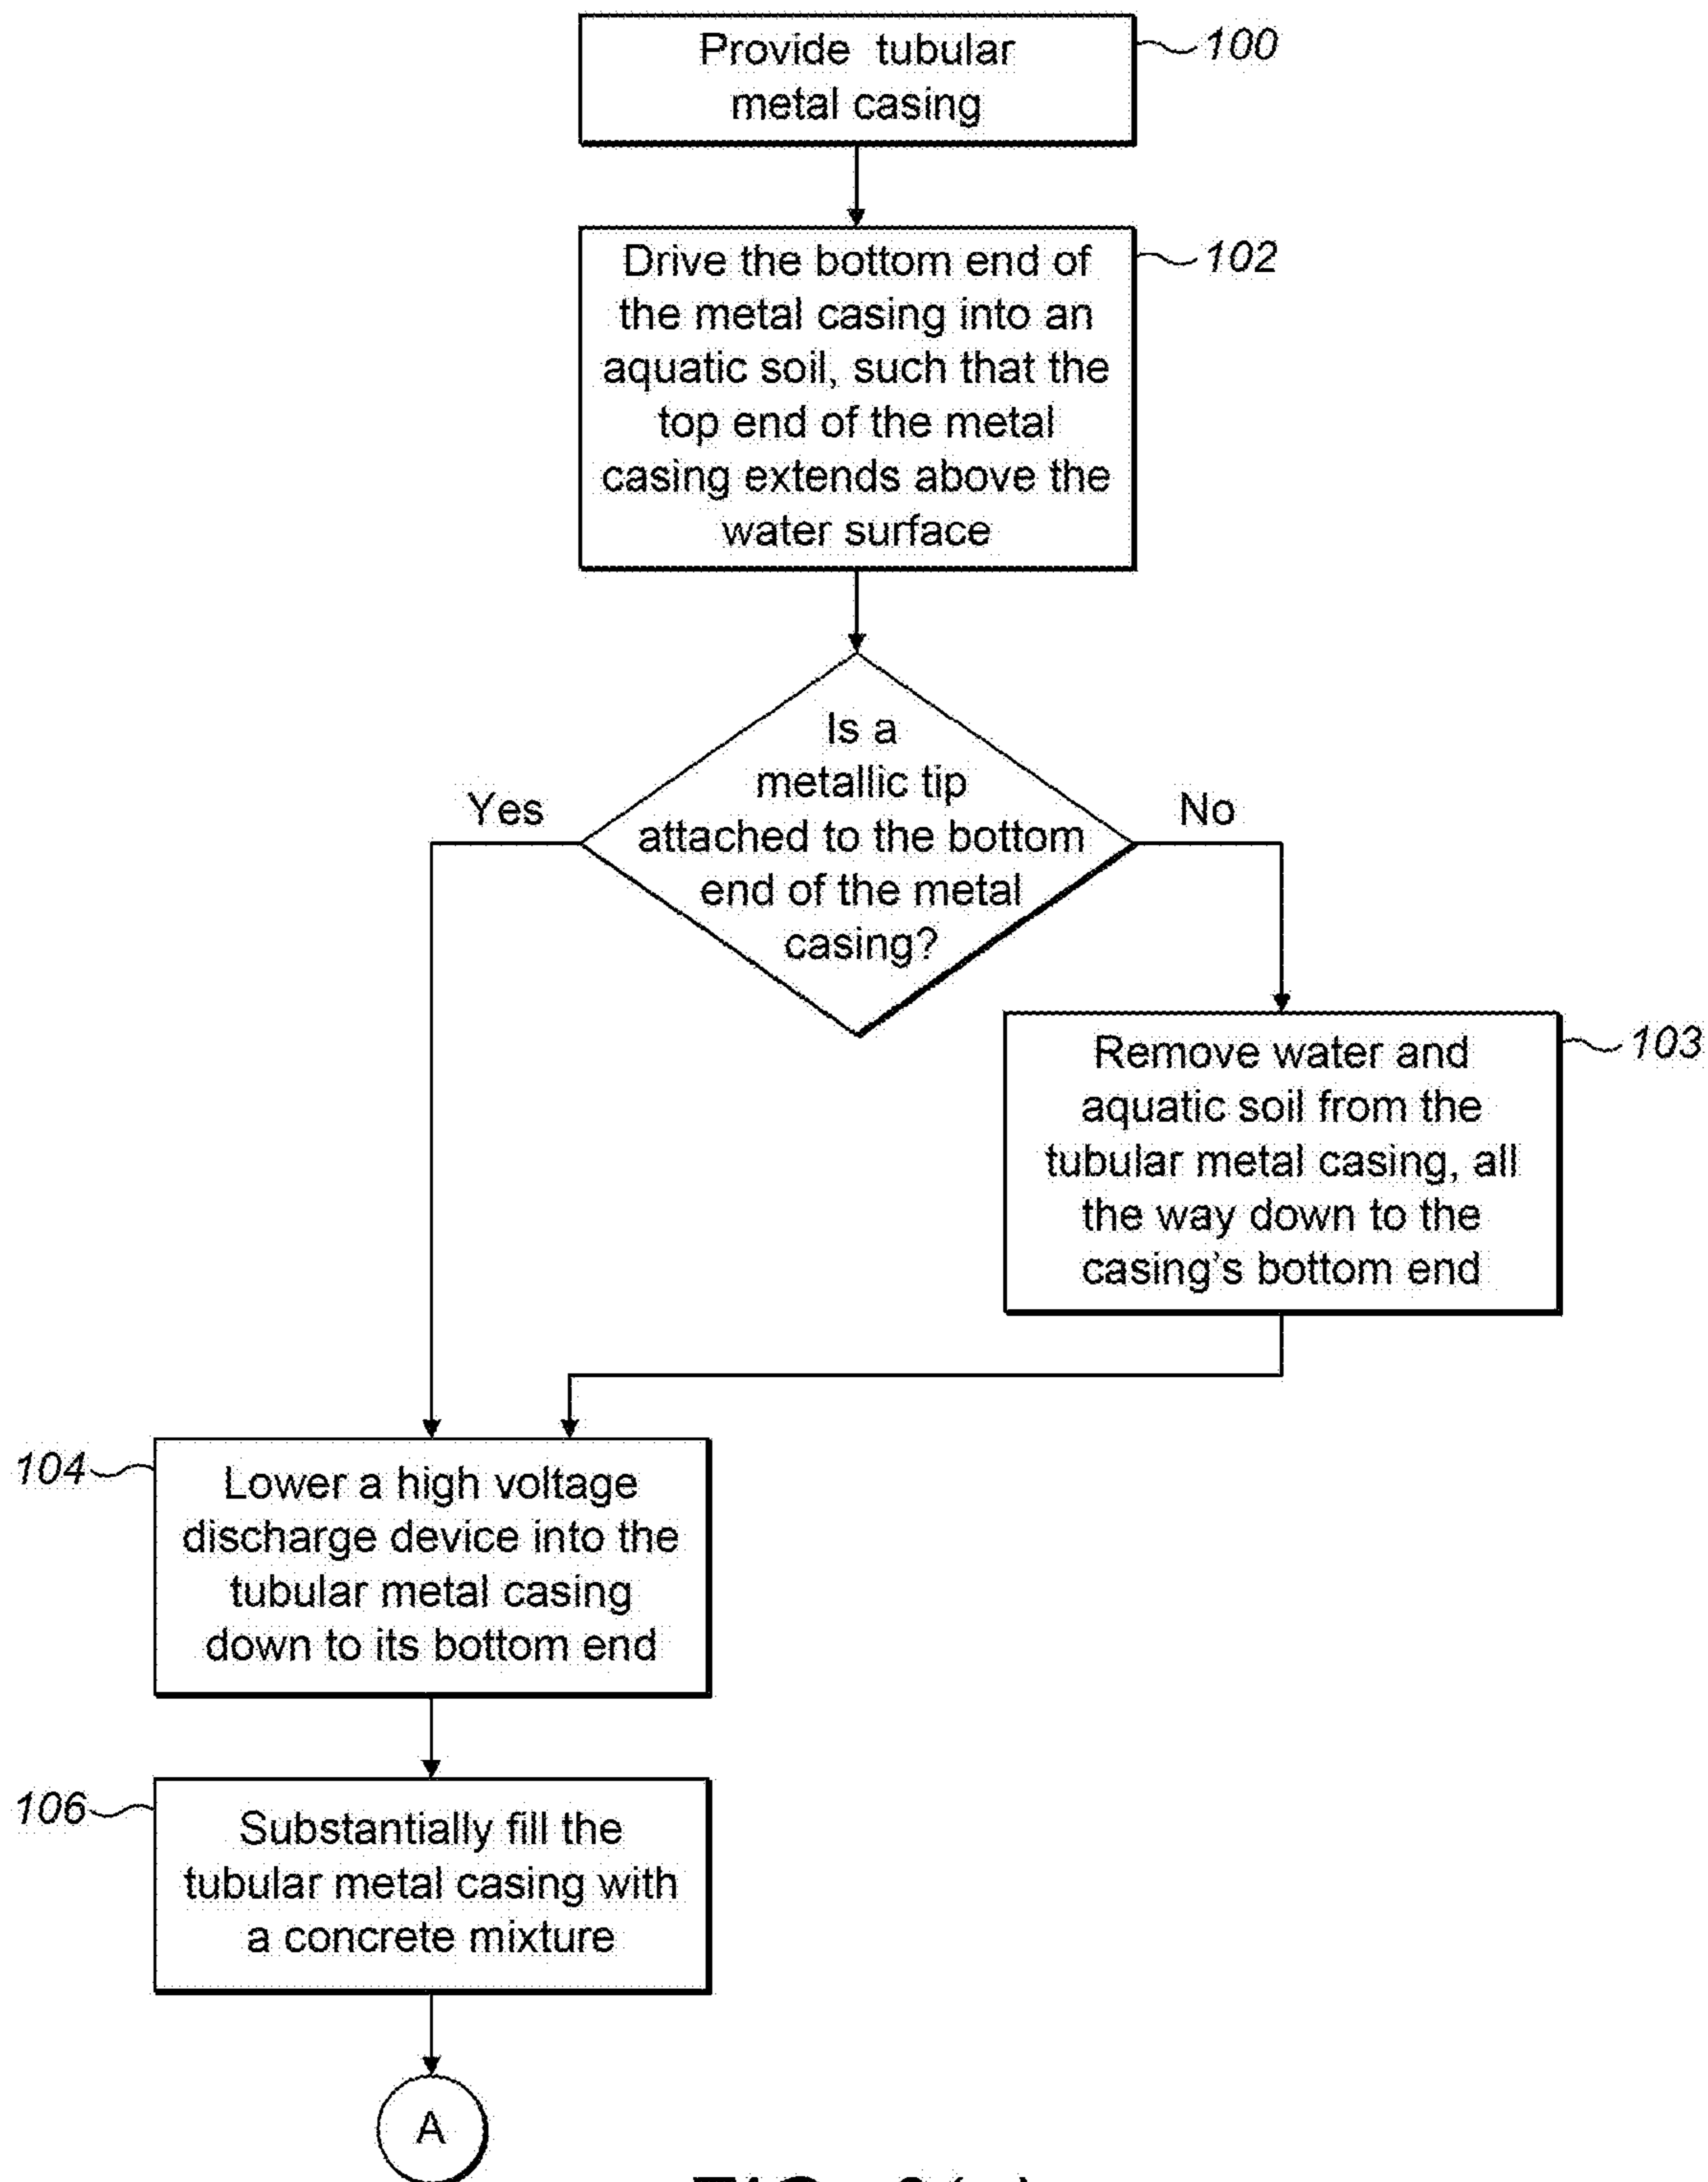 Provide tubular
metal casing
100
Drive the bottom end of
the metal casing into an
aquatic soil, such that the
top end of the metal
casing extends above the
water surface
102
Is a
metallic tip
attached to the bottom
end of the metal
casing?
Yes
No
Remove water and
aquatic soil from the
tubular metal casing, all
the way down to the
casing's bottom end
103
104
Lower a high voltage
discharge device into the
tubular metal casing
down to its bottom end
106
Substantially fill the
tubular metal casing with
a concrete mixture
A